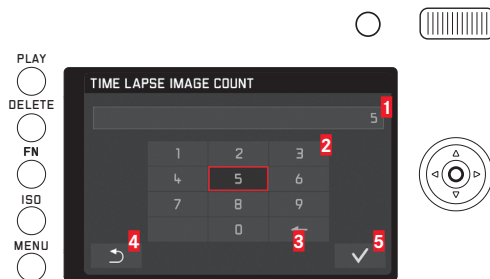 PLAY
TIME LAPSE IMAGE COUNT
DELETE
5 1
FN
1 2 3 2
4 5 6
ISO
7 8 9
0 3
MENU
4 5